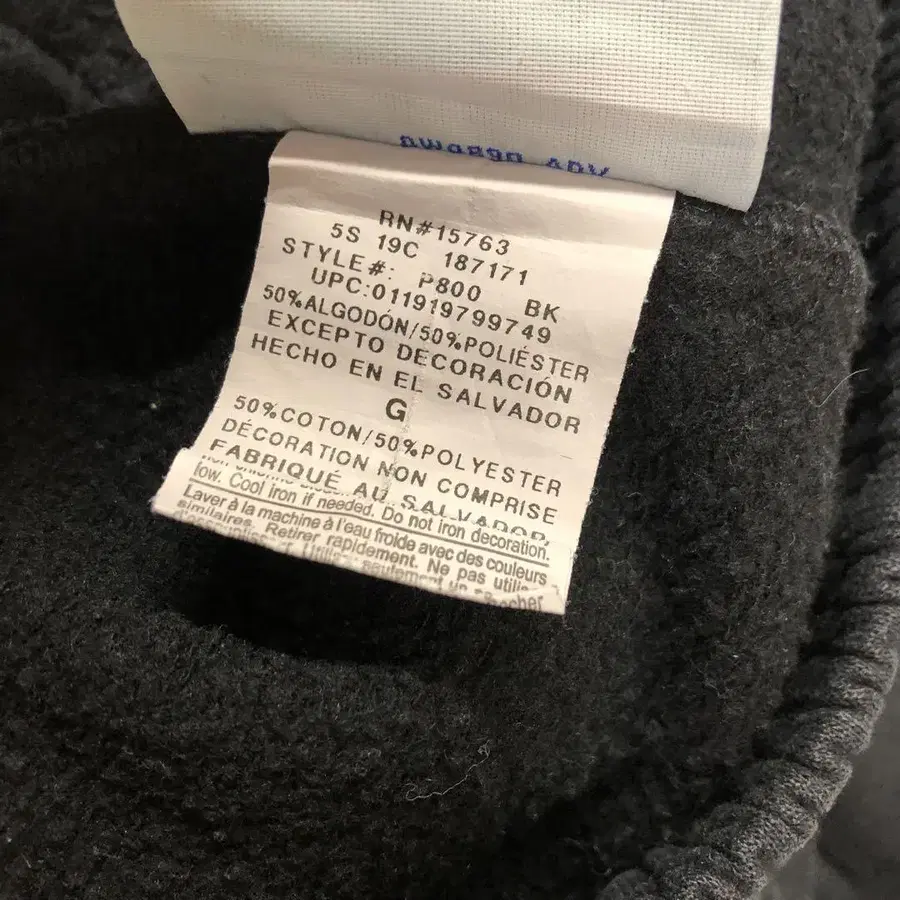 RN#15763
5S 19C 187171
STYLE#: P800 BK
UPC:011919799749
50%ALGODÓN/50%POLIÉSTER
EXCEPTO DECORACIÓN
HECHO EN EL SALVADOR
G
50%COTON/50%POLYESTER
DÉCORATION NON COMPRISE
FABRIQUÉ AU SALVADOR
low. Cool iron if needed. Do not iron decoration.
Laver à la machine à l'eau froide avec des couleurs
similaires. Retirer rapidement. Ne pas
seulement